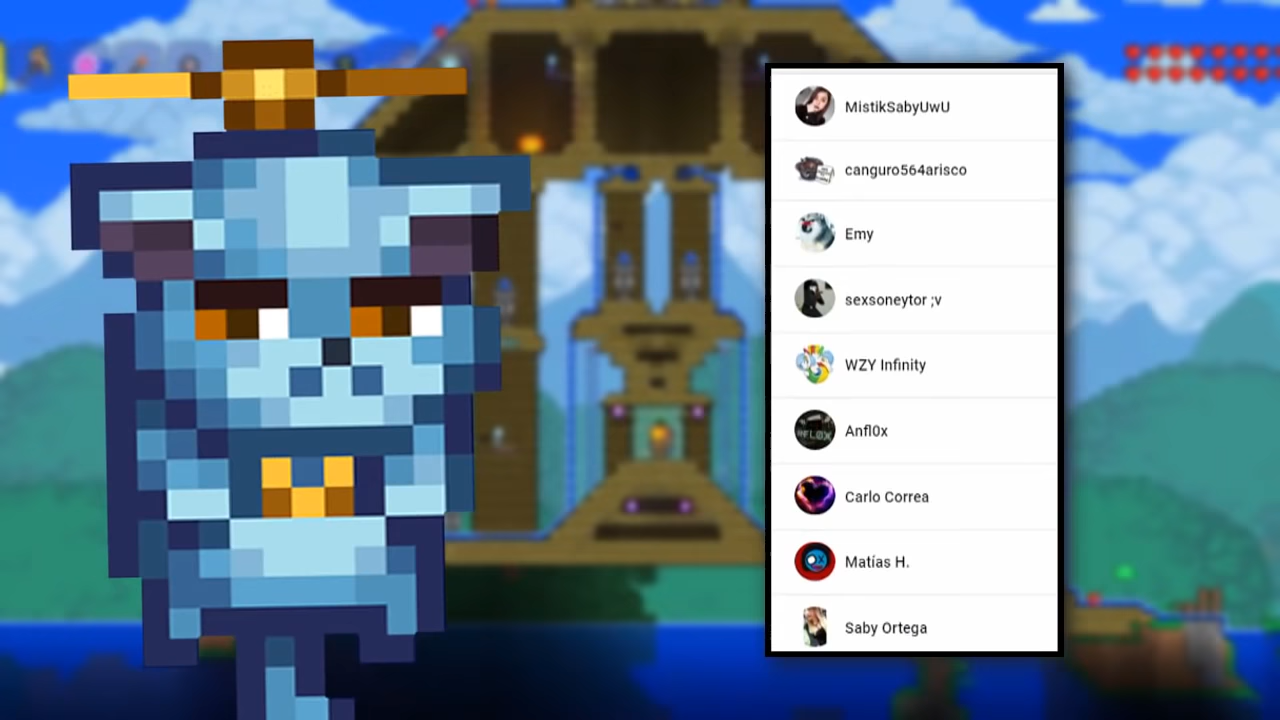 MistikSabyUwU
canguro564arisco
Emy
sexsoneytor ;v
WZY Infinity
Anfl0x
Carlo Correa
Matías H.
Saby Ortega